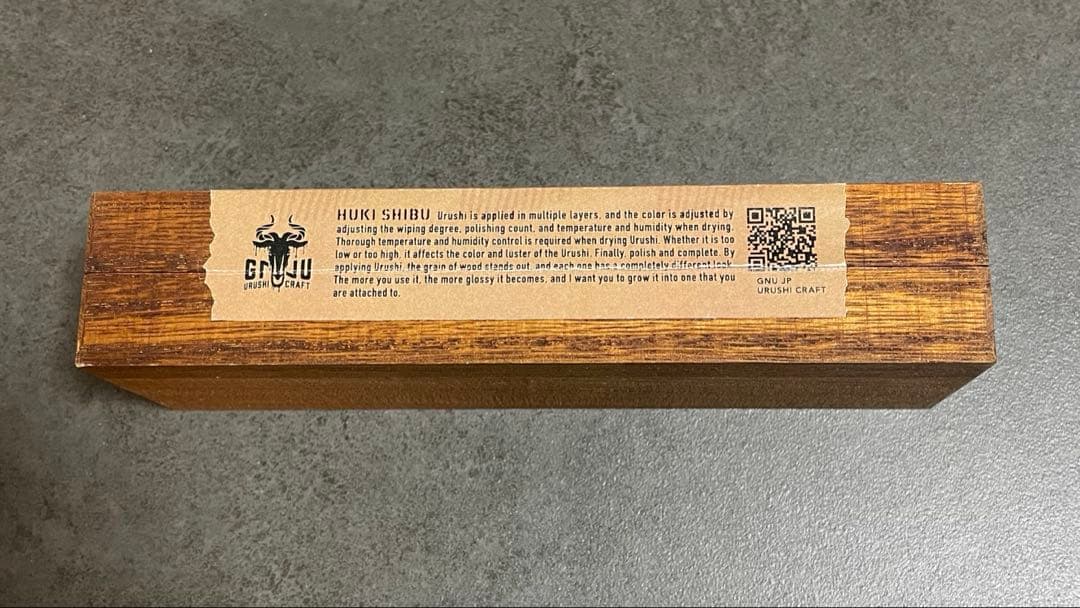 GNU
URUSHI CRAFT
HUKI SHIBU Urushi is applied in multiple layers, and the color is adjusted by
adjusting the wiping degree, polishing count, and temperature and humidity when drying.
Thorough temperature and humidity control is required when drying Urushi. Whether it is too
low or too high, it affects the color and luster of the Urushi. Finally, polish and complete. By
applying Urushi, the grain of wood stands out, and each one has a completely different look.
The more you use it, the more glossy it becomes, and I want you to grow it into one that you
are attached to.
GNU JP
URUSHI CRAFT